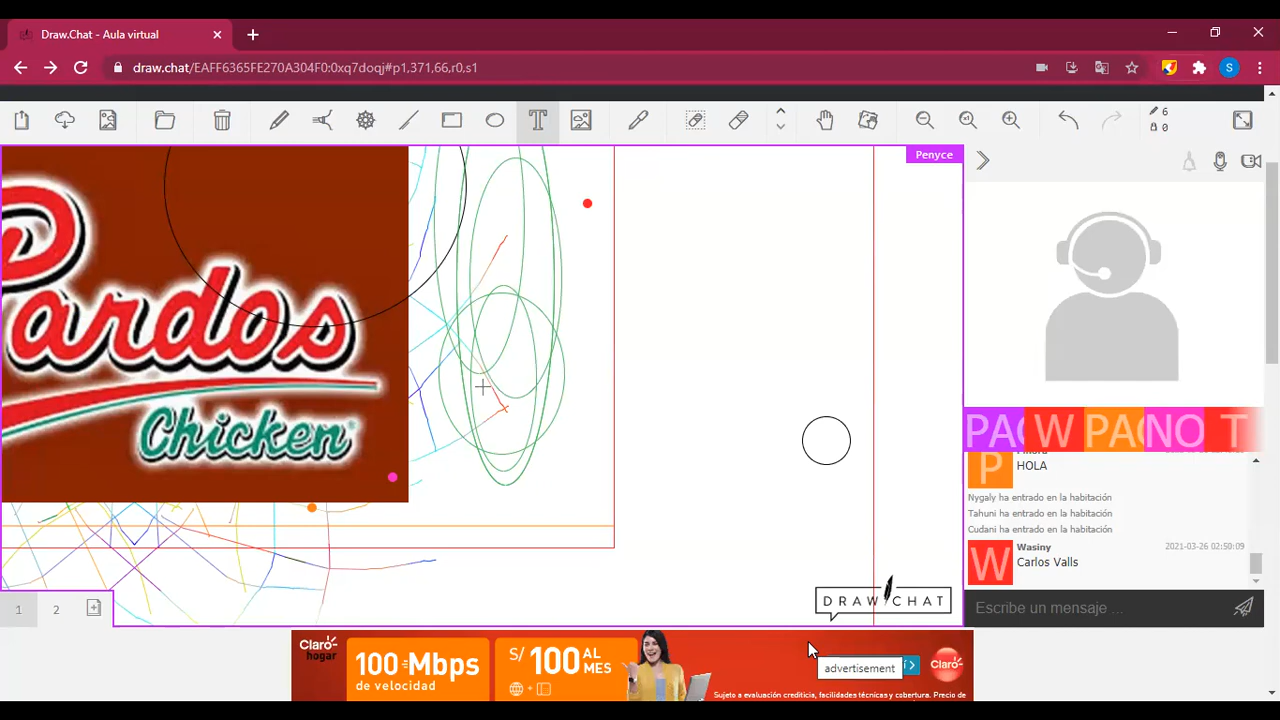 Draw.Chat - Aula virtual
draw.chat/EAFF6365FE270A304F0:0xq7doqj#p1,371,66,r0,s1
S
T
6
0
Penyce
Pardos
Chicken
PA W PA NO T
P
HOLA
Nygaly ha entrado en la habitación
Tahuni ha entrado en la habitación
Cudani ha entrado en la habitación
W
Wasiny 2021-03-26 02:50:09
Carlos Valls
Escribe un mensaje ...
DRAW CHAT
1 2
Claro
hogar
100 Mbps
de velocidad
S/ 100 AL
MES
advertisement
Claro
Sujeto a evaluación crediticia, facilidades técnicas y cobertura. Precio de